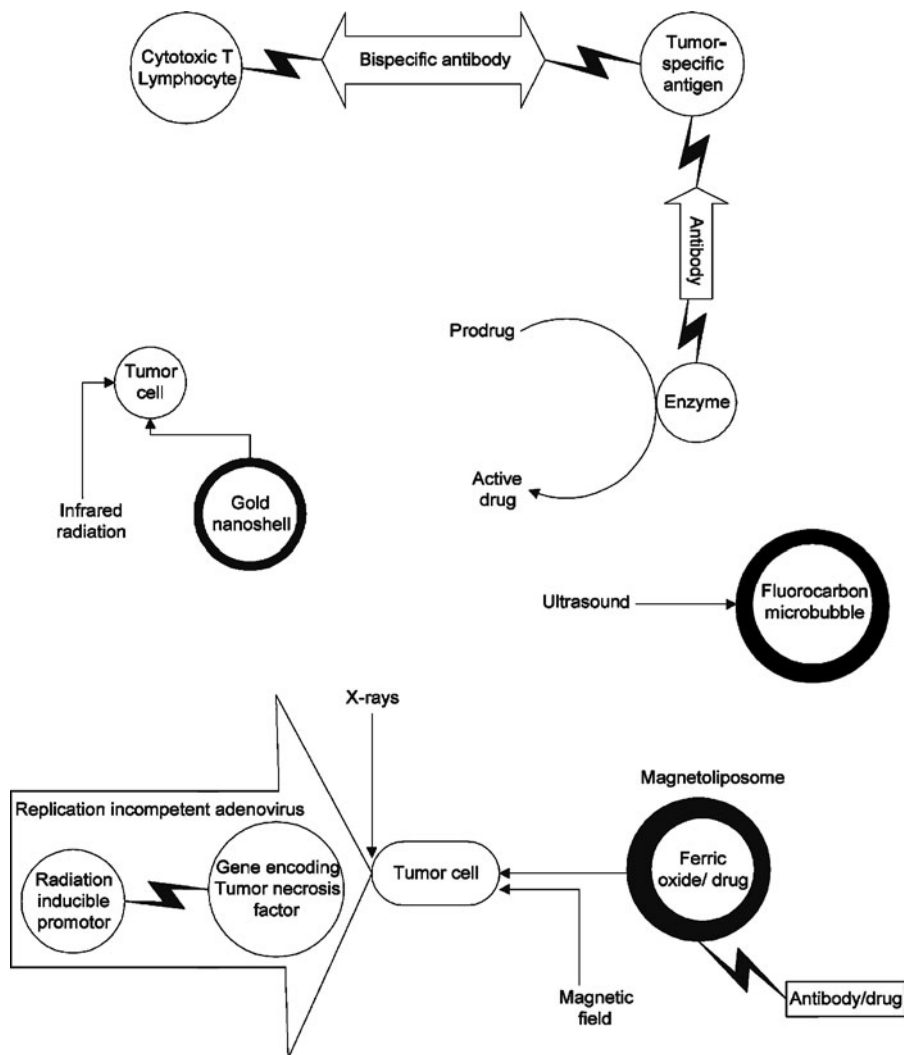 Cytotoxic T
Lymphocyte
Bispecific antibody
Tumor-
specific
antigen
Antibody
Prodrug
Enzyme
Active
drug
Tumor
cell
Infrared
radiation
Gold
nanoshell
Ultrasound
Fluorocarbon
microbubble
X-rays
Replication incompetent adenovirus
Radiation
inducible
promotor
Gene encoding
Tumor necrosis
factor
Tumor cell
Magnetoliposome
Ferric
oxide/ drug
Magnetic
field
Antibody/drug